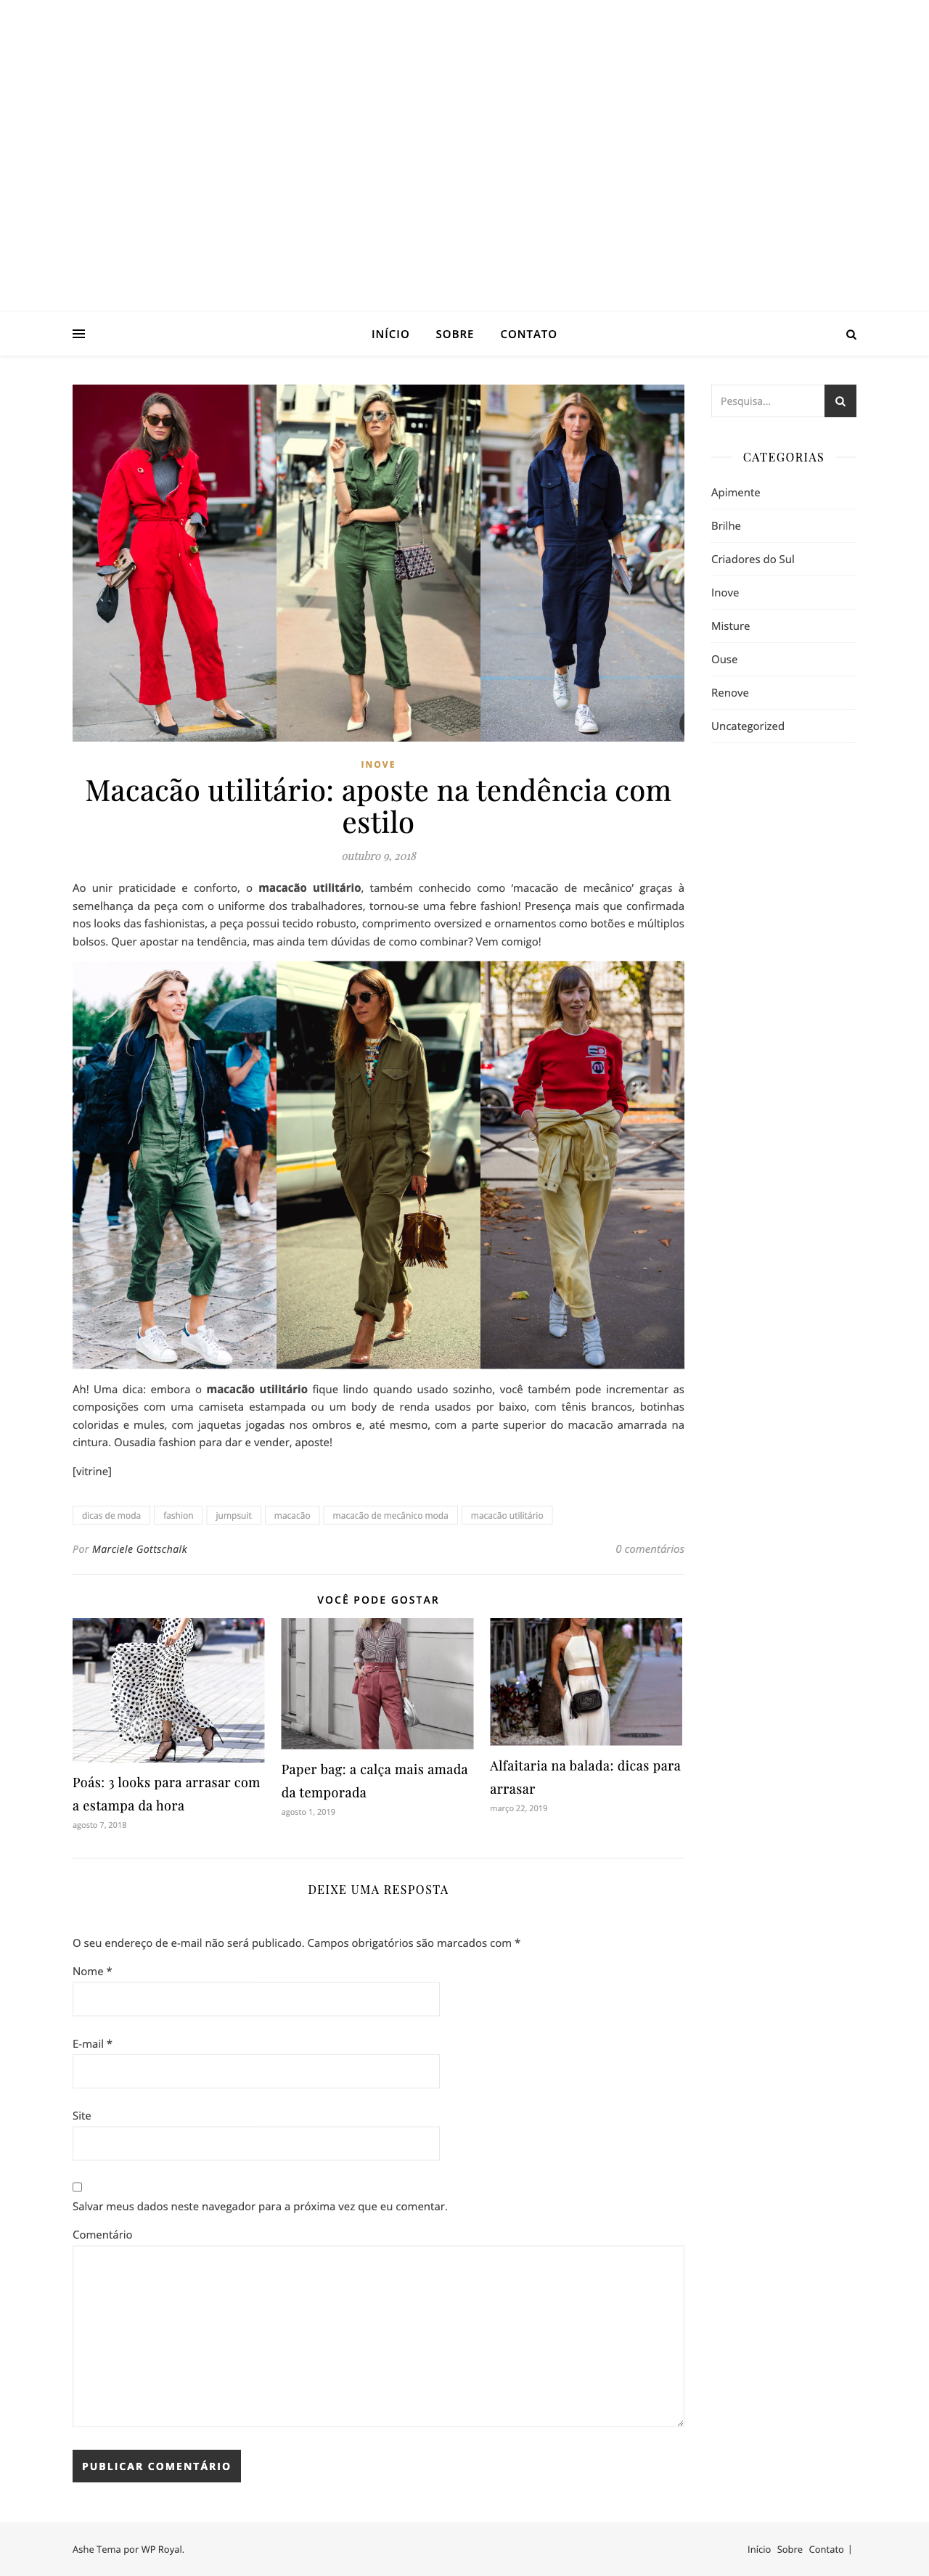 INÍCIO SOBRE CONTATO
Pesquisa...
CATEGORIAS
Apimente
Brilhe
Criadores do Sul
Inove
Misture
Ouse
Renove
Uncategorized
INOVE
Macacão utilitário: aposte na tendência com
estilo
outubro 9, 2018
Ao unir praticidade e conforto, o macacão utilitário, também conhecido como ‘macacão de mecânico’ graças à
semelhança da peça com o uniforme dos trabalhadores, tornou-se uma febre fashion! Presença mais que confirmada
nos looks das fashionistas, a peça possui tecido robusto, comprimento oversized e ornamentos como botões e múltiplos
bolsos. Quer apostar na tendência, mas ainda tem dúvidas de como combinar? Vem comigo!
Ah! Uma dica: embora o macacão utilitário fique lindo quando usado sozinho, você também pode incrementar as
composições com uma camiseta estampada ou um body de renda usados por baixo, com tênis brancos, botinhas
coloridas e mules, com jaquetas jogadas nos ombros e, até mesmo, com a parte superior do macacão amarrada na
cintura. Ousadia fashion para dar e vender, aposte!
[vitrine]
dicas de moda fashion jumpsuit macacão macacão de mecânico moda macacão utilitário
Por Marciele Gottschalk 0 comentários
VOCÊ PODE GOSTAR
Poás: 3 looks para arrasar com
a estampa da hora
agosto 7, 2018
Paper bag: a calça mais amada
da temporada
agosto 1, 2019
Alfaitaria na balada: dicas para
arrasar
março 22, 2019
DEIXE UMA RESPOSTA
O seu endereço de e-mail não será publicado. Campos obrigatórios são marcados com *
Nome *
E-mail *
Site
Salvar meus dados neste navegador para a próxima vez que eu comentar.
Comentário
PUBLICAR COMENTÁRIO
Ashe Tema por WP Royal. Início Sobre Contato |